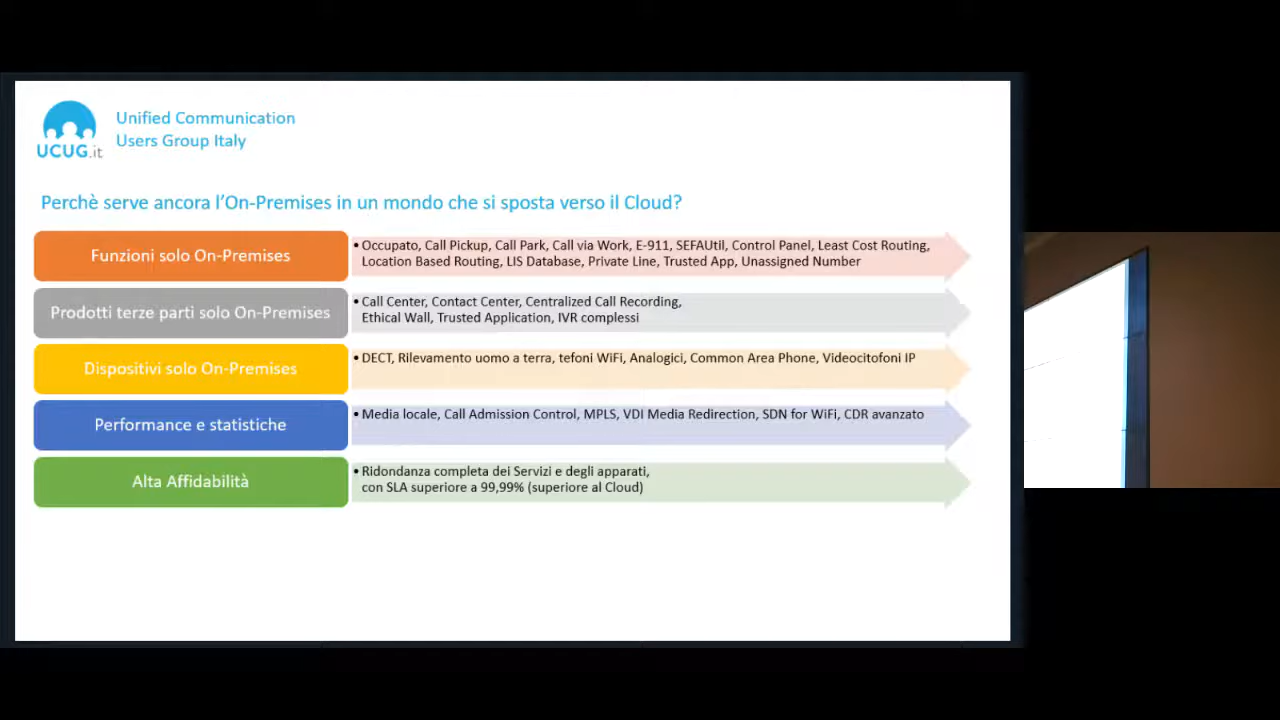 Unified Communication
Users Group Italy
UCUG.it
Perchè serve ancora l'On-Premises in un mondo che si sposta verso il Cloud?
Funzioni solo On-Premises
• Occupato, Call Pickup, Call Park, Call via Work, E-911, SEFAUtil, Control Panel, Least Cost Routing,
Location Based Routing, LIS Database, Private Line, Trusted App, Unassigned Number
Prodotti terze parti solo On-Premises
• Call Center, Contact Center, Centralized Call Recording,
Ethical Wall, Trusted Application, IVR complessi
Dispositivi solo On-Premises
• DECT, Rilevamento uomo a terra, tefoni WiFi, Analogici, Common Area Phone, Videocitofoni IP
Performance e statistiche
• Media locale, Call Admission Control, MPLS, VDI Media Redirection, SDN for WiFi, CDR avanzato
Alta Affidabilità
• Ridondanza completa dei Servizi e degli apparati,
con SLA superiore a 99,99% (superiore al Cloud)